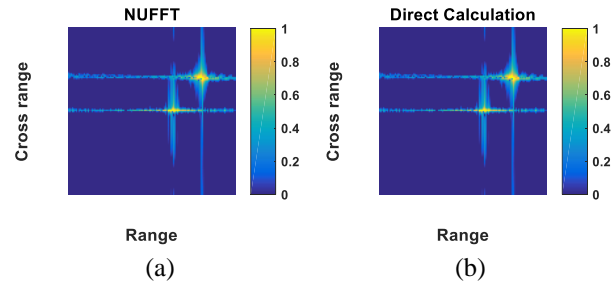 NUFFT
Cross range
1
0.8
0.6
0.4
0.2
0
Range
(a)
Direct Calculation
Cross range
1
0.8
0.6
0.4
0.2
0
Range
(b)